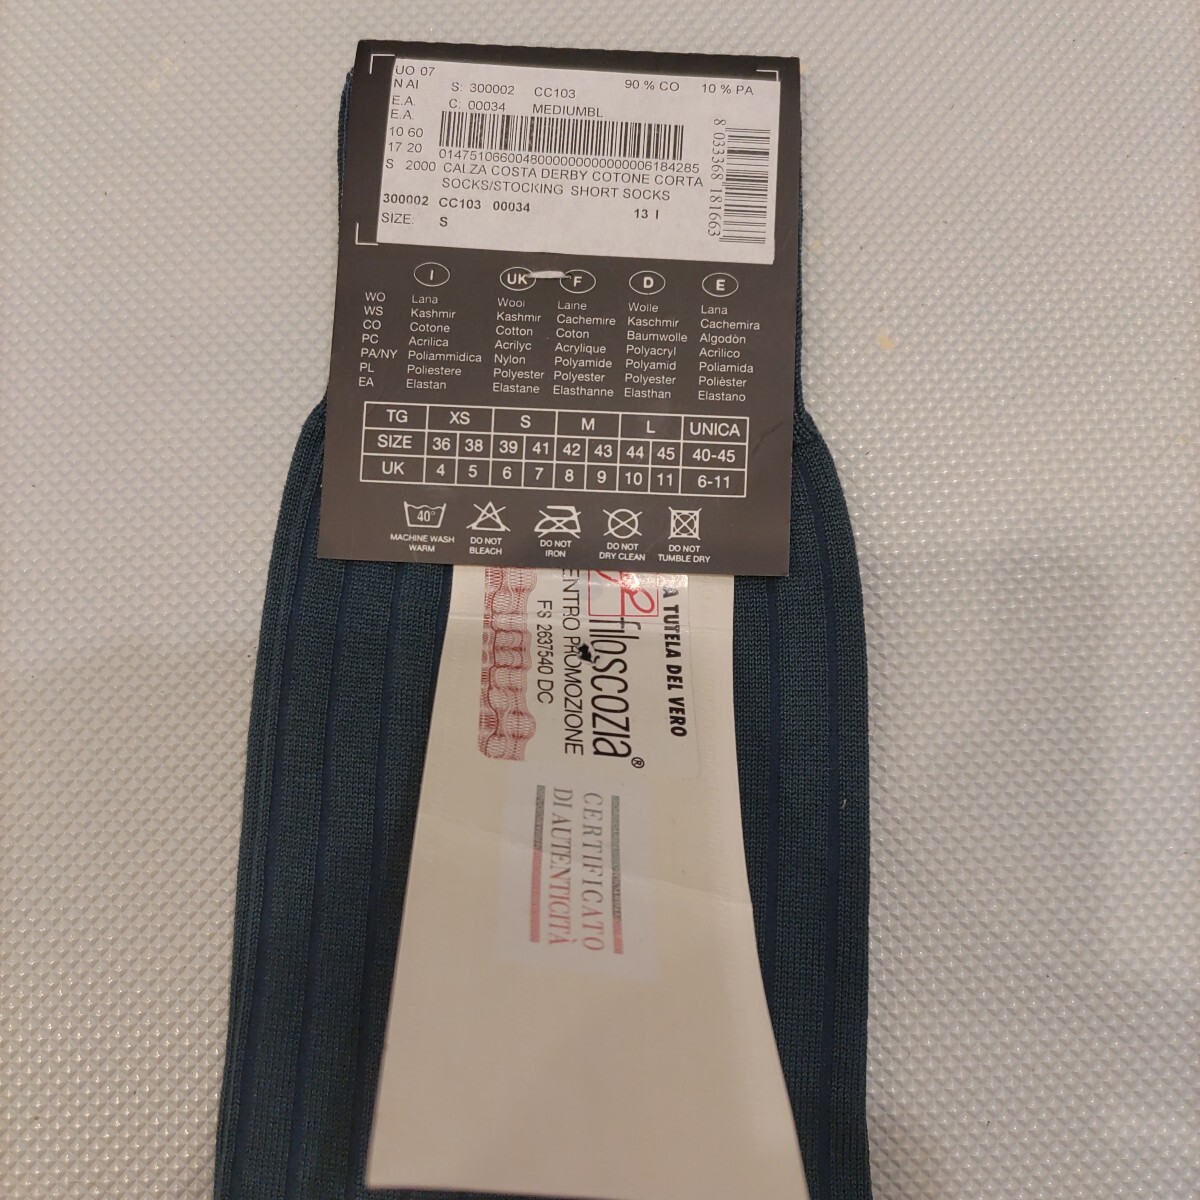 UO 07
N AI
E.A.
E.A.
10 60
17 20
S 2000
S: 300002 CC103 90 % CO 10 % PA
C: 00034 MEDIUMBL
014751066004800000000000006184285
CALZA COSTA DERBY COTONE CORTA
SOCKS/STOCKING SHORT SOCKS
300002 CC103 00034 13 I
SIZE: S
8 033368 181663
I UK F D E
WO Lana Wool Laine Wolle Lana
WS Kashmir Kashmir Cachemire Kaschmir Cachemira
CO Cotone Cotton Coton Baumwolle Algodòn
PC Acrilica Acrilyc Acrylique Polyacryl Acrilico
PA/NY Poliammidica Nylon Polyamide Polyamid Poliamida
PL Poliestere Polyester Polyester Polyester Polièster
EA Elastan Elastane Elasthanne Elasthan Elastano
TG XS S M L UNICA
SIZE 36 38 39 41 42 43 44 45 40-45
UK 4 5 6 7 8 9 10 11 6-11
40°
MACHINE WASH WARM
DO NOT BLEACH
DO NOT IRON
DO NOT DRY CLEAN
DO NOT TUMBLE DRY
A TUTELA DEL VERO
filoscozia®
ENTRO PROMOZIONE
FS 2637540 DC
CERTIFICATO
DI AUTENTICITÀ